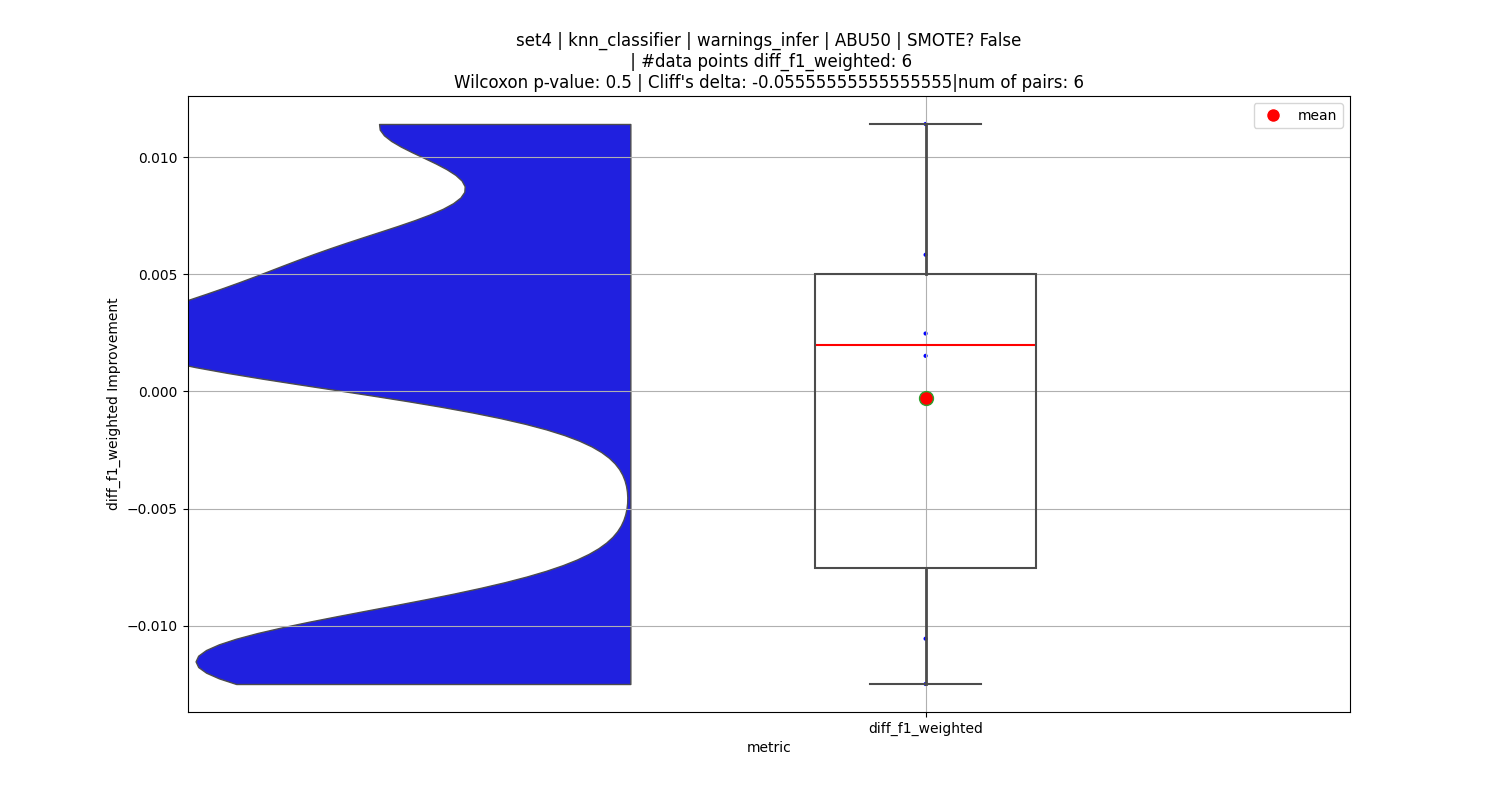 set4 | knn_classifier | warnings_infer | ABU50 | SMOTE? False
| #data points diff_f1_weighted: 6
Wilcoxon p-value: 0.5 | Cliff's delta: -0.05555555555555555|num of pairs: 6
mean
0.010
0.005
0.000
−0.005
−0.010
diff_f1_weighted Improvement
diff_f1_weighted
metric